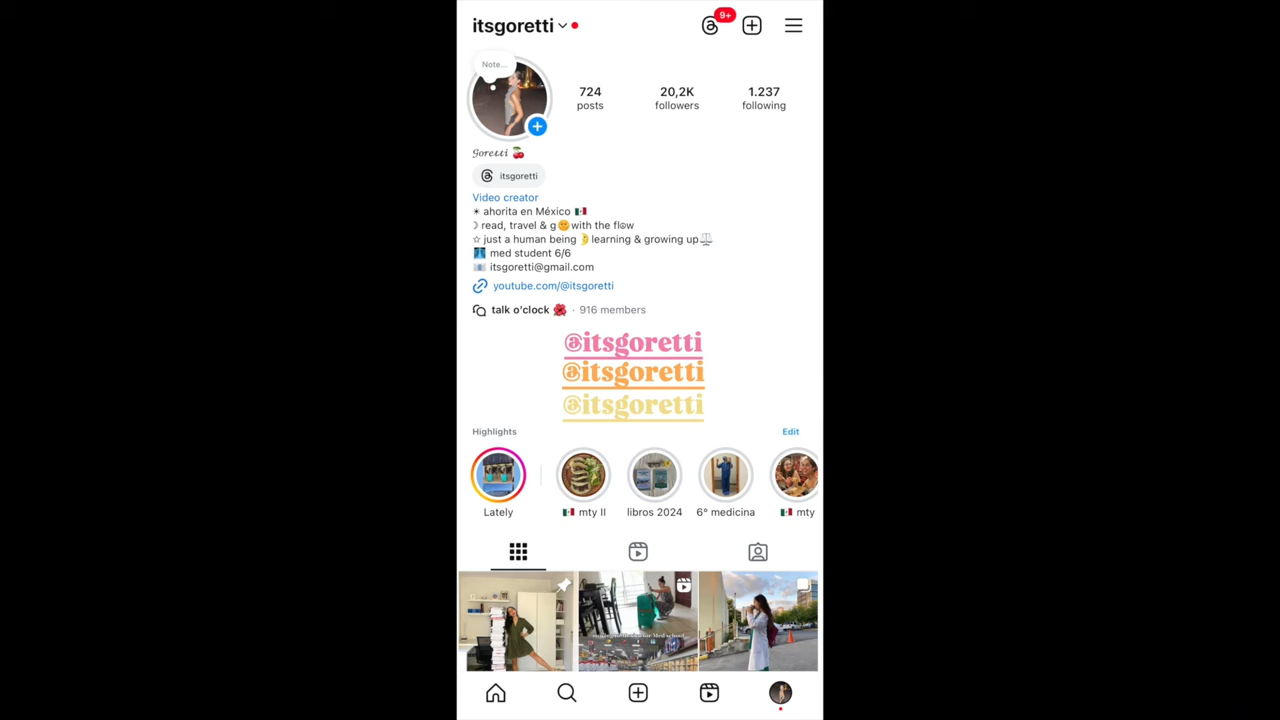 itsgoretti
9+
Note...
724
posts
20,2K
followers
1.237
following
Goretti 🍒
itsgoretti
Video creator
☀ ahorita en México 🇲🇽
☽ read, travel & g🌞with the fl๏w
☆ just a human being 🌛learning & growing up⚖
🩻 med student 6/6
📧 itsgoretti@gmail.com
youtube.com/@itsgoretti
talk o'clock 🌺 · 916 members
@itsgoretti
@itsgoretti
@itsgoretti
Highlights
Edit
Lately
🇲🇽 mty II
libros 2024
6° medicina
🇲🇽 mty